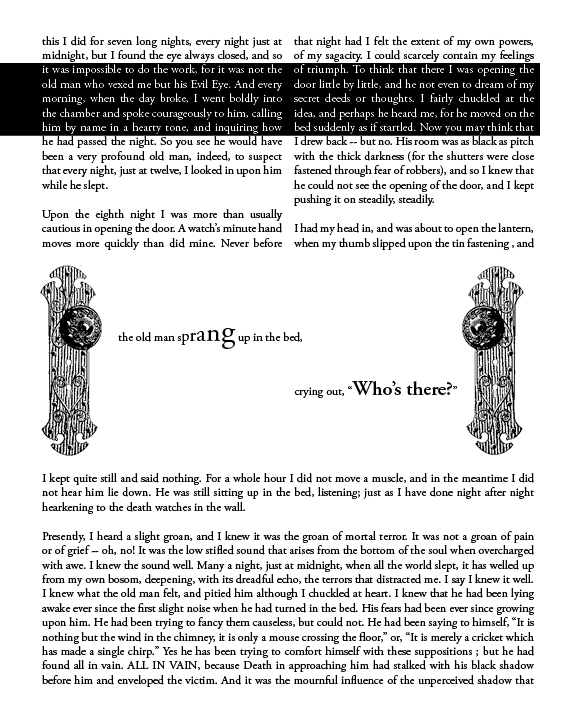 this I did for seven long nights, every night just at
midnight, but I found the eye always closed, and so
it was impossible to do the work, for it was not the
old man who vexed me but his Evil Eye. And every
morning, when the day broke, I went boldly into
the chamber and spoke courageously to him, calling
him by name in a hearty tone, and inquiring how
he had passed the night. So you see he would have
been a very profound old man, indeed, to suspect
that every night, just at twelve, I looked in upon him
while he slept.
Upon the eighth night I was more than usually
cautious in opening the door. A watch's minute hand
moves more quickly than did mine. Never before
that night had I felt the extent of my own powers,
of my sagacity. I could scarcely contain my feelings
of triumph. To think that there I was opening the
door little by little, and he not even to dream of my
secret deeds or thoughts. I fairly chuckled at the
idea, and perhaps he heard me, for he moved on the
bed suddenly as if startled. Now you may think that
I drew back -- but no. His room was as black as pitch
with the thick darkness (for the shutters were close
fastened through fear of robbers), and so I knew that
he could not see the opening of the door, and I kept
pushing it on steadily, steadily.
I had my head in, and was about to open the lantern,
when my thumb slipped upon the tin fastening , and
the old man sprang up in the bed,
crying out, “Who’s there?”
I kept quite still and said nothing. For a whole hour I did not move a muscle, and in the meantime I did
not hear him lie down. He was still sitting up in the bed, listening; just as I have done night after night
hearkening to the death watches in the wall.
Presently, I heard a slight groan, and I knew it was the groan of mortal terror. It was not a groan of pain
or of grief -- oh, no! It was the low stifled sound that arises from the bottom of the soul when overcharged
with awe. I knew the sound well. Many a night, just at midnight, when all the world slept, it has welled up
from my own bosom, deepening, with its dreadful echo, the terrors that distracted me. I say I knew it well.
I knew what the old man felt, and pitied him although I chuckled at heart. I knew that he had been lying
awake ever since the first slight noise when he had turned in the bed. His fears had been ever since growing
upon him. He had been trying to fancy them causeless, but could not. He had been saying to himself, “It is
nothing but the wind in the chimney, it is only a mouse crossing the floor,” or, “It is merely a cricket which
has made a single chirp.” Yes he has been trying to comfort himself with these suppositions ; but he had
found all in vain. ALL IN VAIN, because Death in approaching him had stalked with his black shadow
before him and enveloped the victim. And it was the mournful influence of the unperceived shadow that